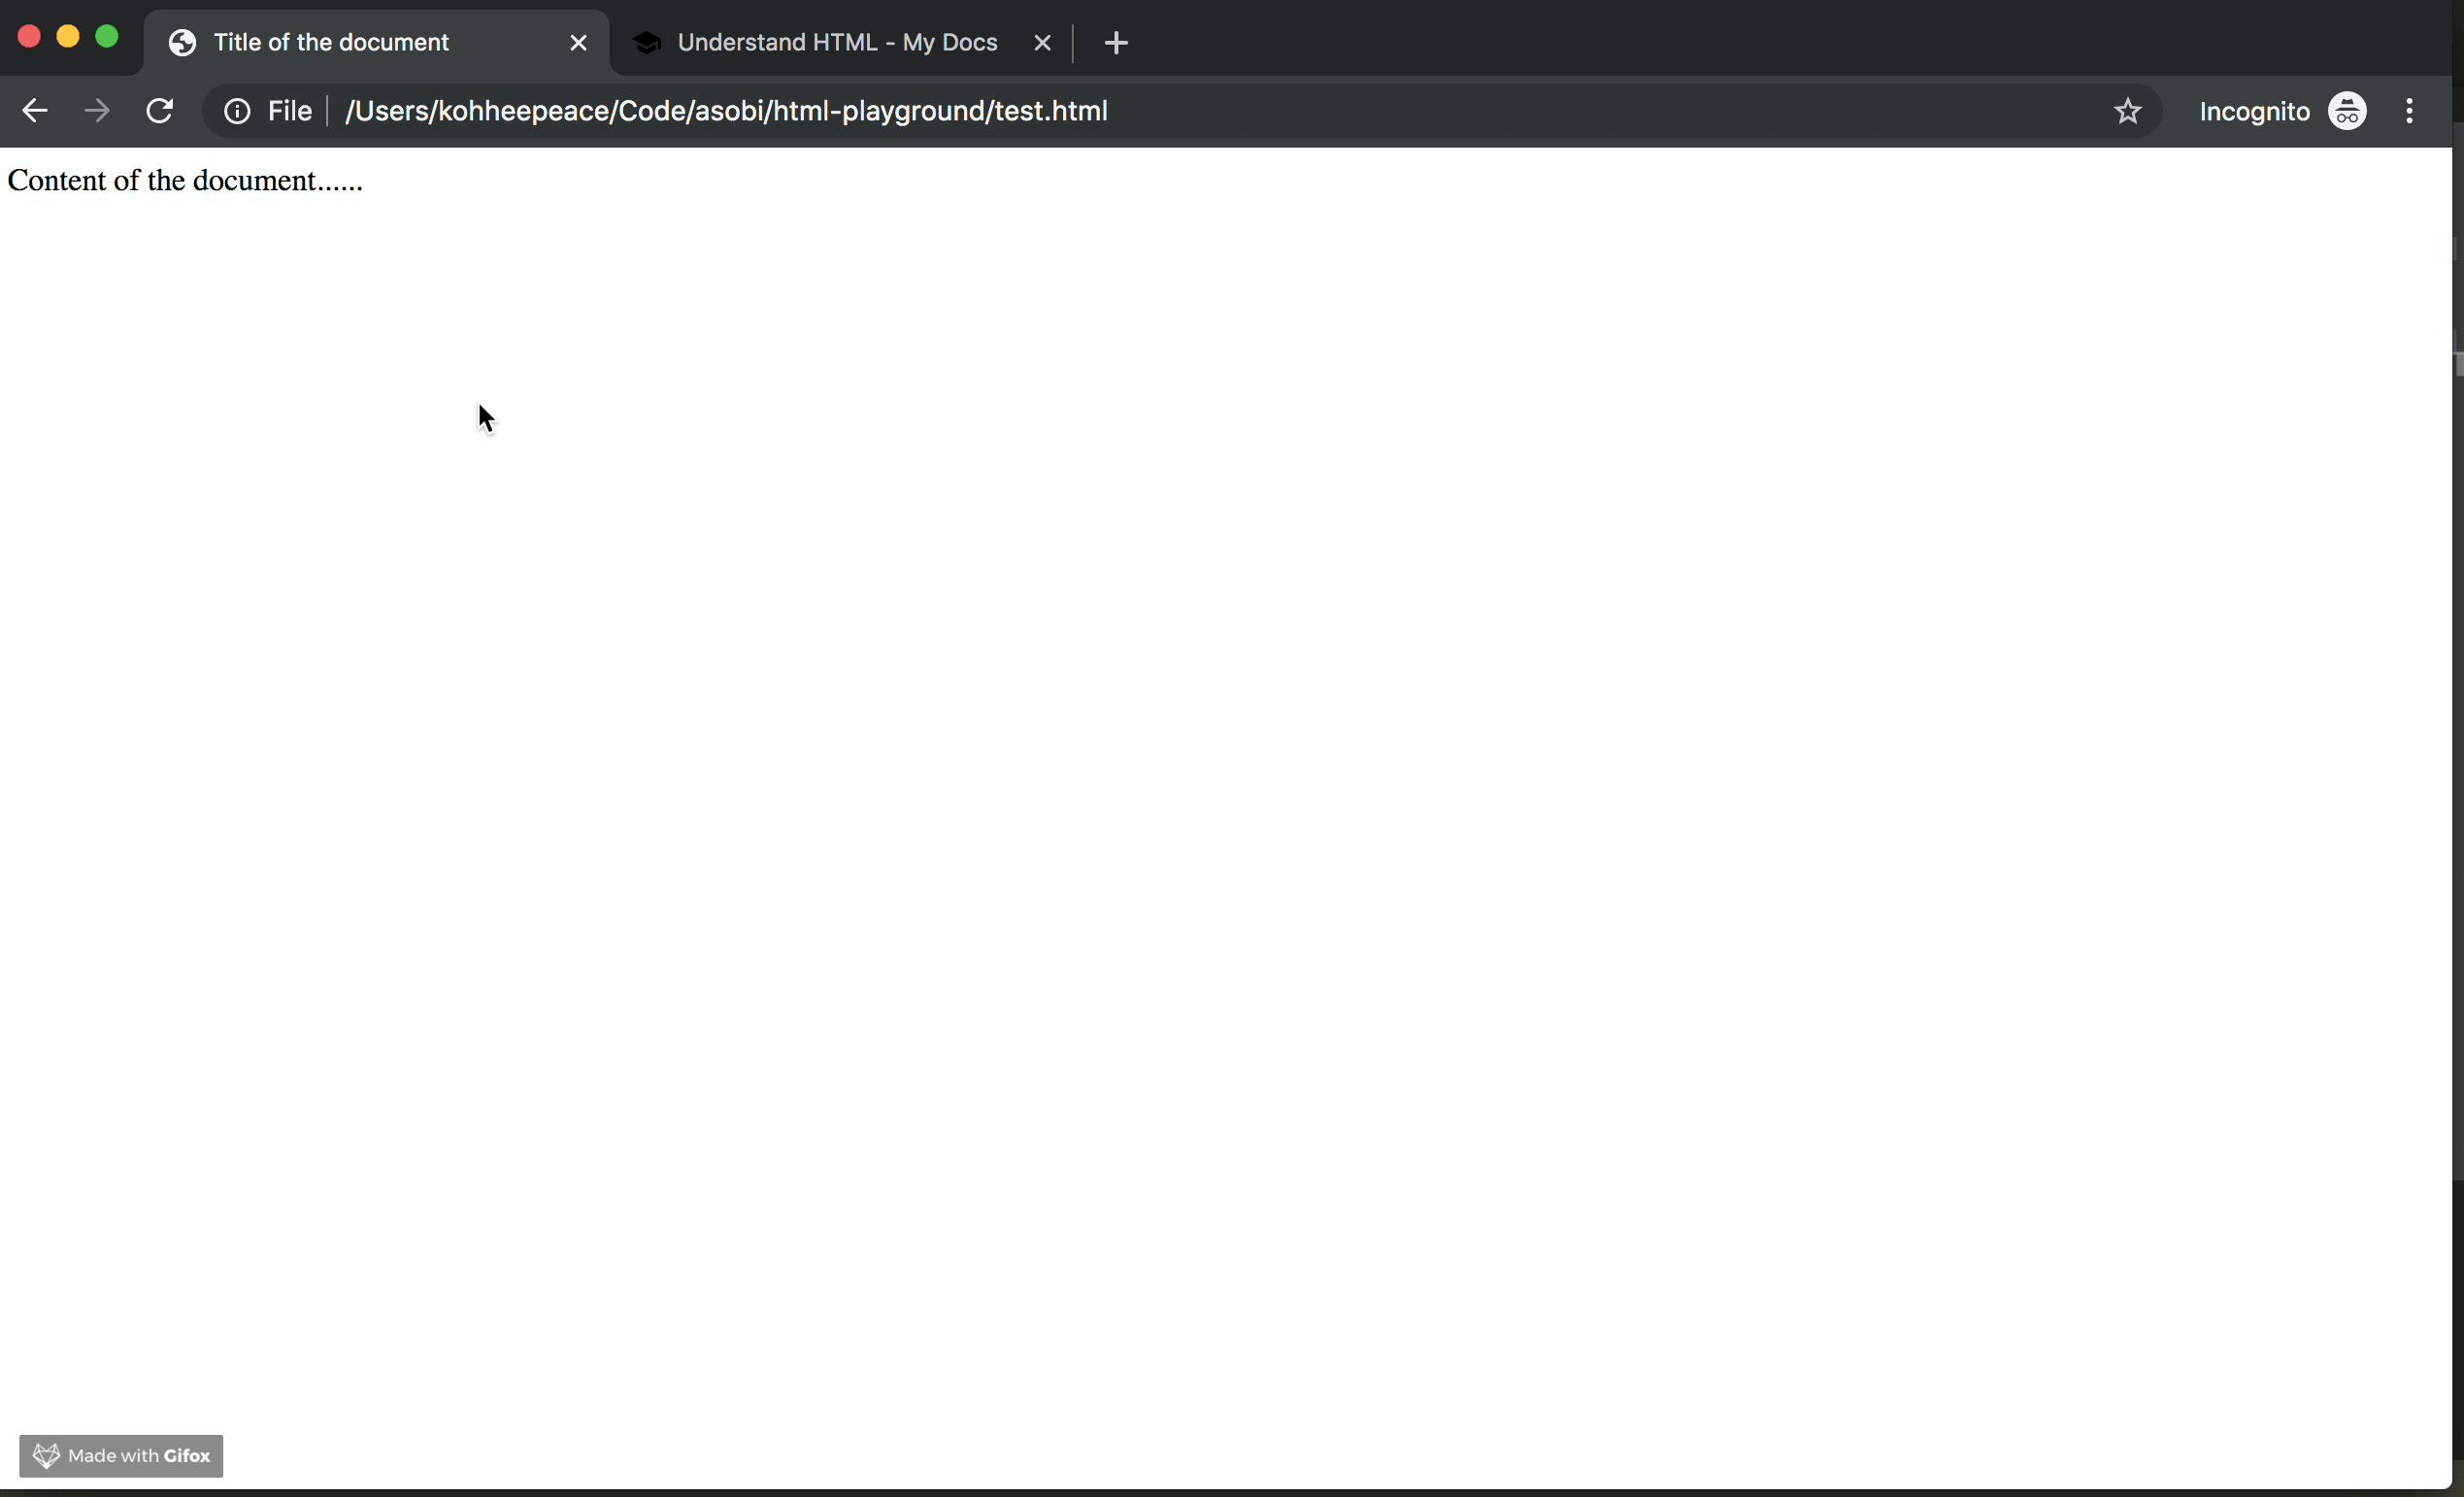 Title of the document
Understand HTML - My Docs
File
/Users/kohheepeace/Code/asobi/html-playground/test.html
Incognito
Content of the document......
Made with Gifox